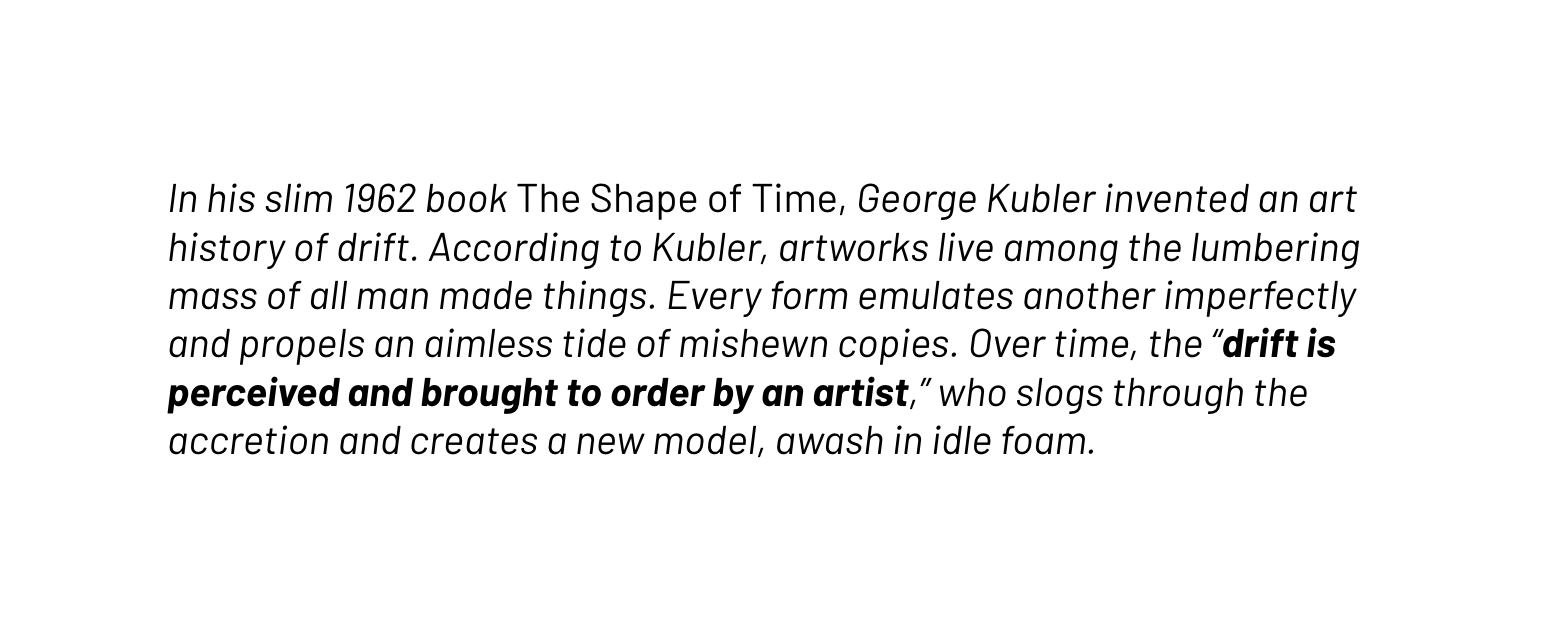 In his slim 1962 book The Shape of Time, George Kubler invented an art
history of drift. According to Kubler, artworks live among the lumbering
mass of all man made things. Every form emulates another imperfectly
and propels an aimless tide of mishewn copies. Over time, the “drift is
perceived and brought to order by an artist,” who slogs through the
accretion and creates a new model, awash in idle foam.